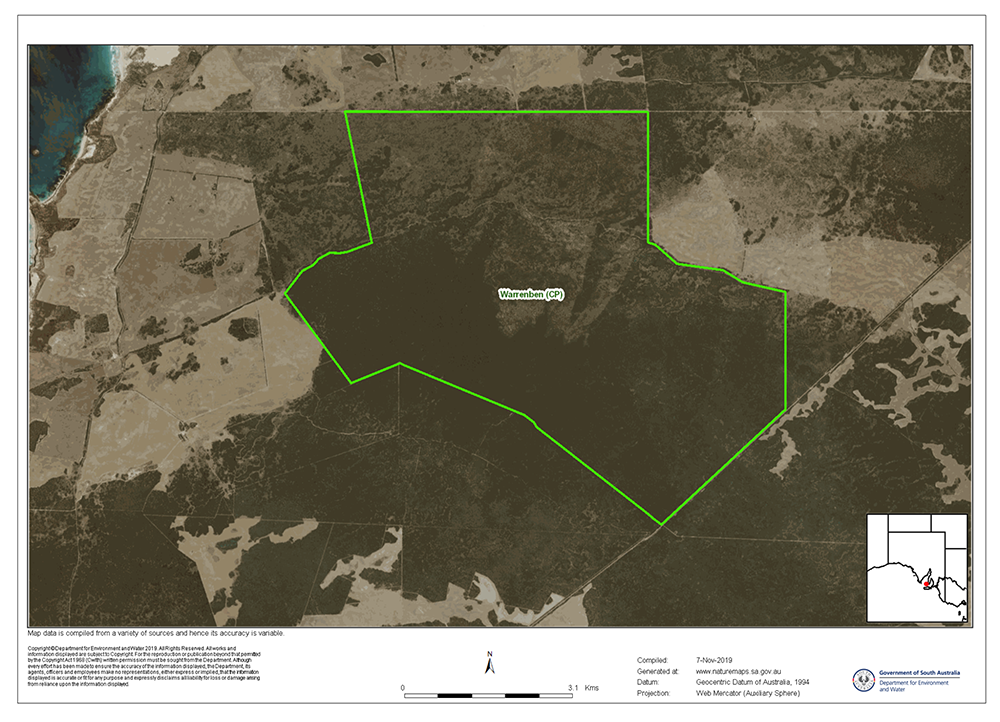 Warrenben (CP)
Map data is compiled from a variety of sources and hence its accuracy is variable.
Copyright © Department for Environment and Water 2019. All Rights Reserved. All works and
information displayed are subject to Copyright. For the reproduction or publication beyond that permitted
by the Copyright Act 1968 (Cwlth) written permission must be sought from the Department. Although
every effort has been made to ensure the accuracy of the information displayed, the Department, its
agents, officers and employees make no representations, either express or implied, that the information
displayed is accurate or fit for any purpose and expressly disclaims all liability for loss or damage arising
from reliance upon the information displayed.
N
0 3.1 Kms
Compiled: 7-Nov-2019
Generated at: www.naturemaps.sa.gov.au
Datum: Geocentric Datum of Australia, 1994
Projection: Web Mercator (Auxiliary Sphere)
Government of South Australia
Department for Environment
and Water